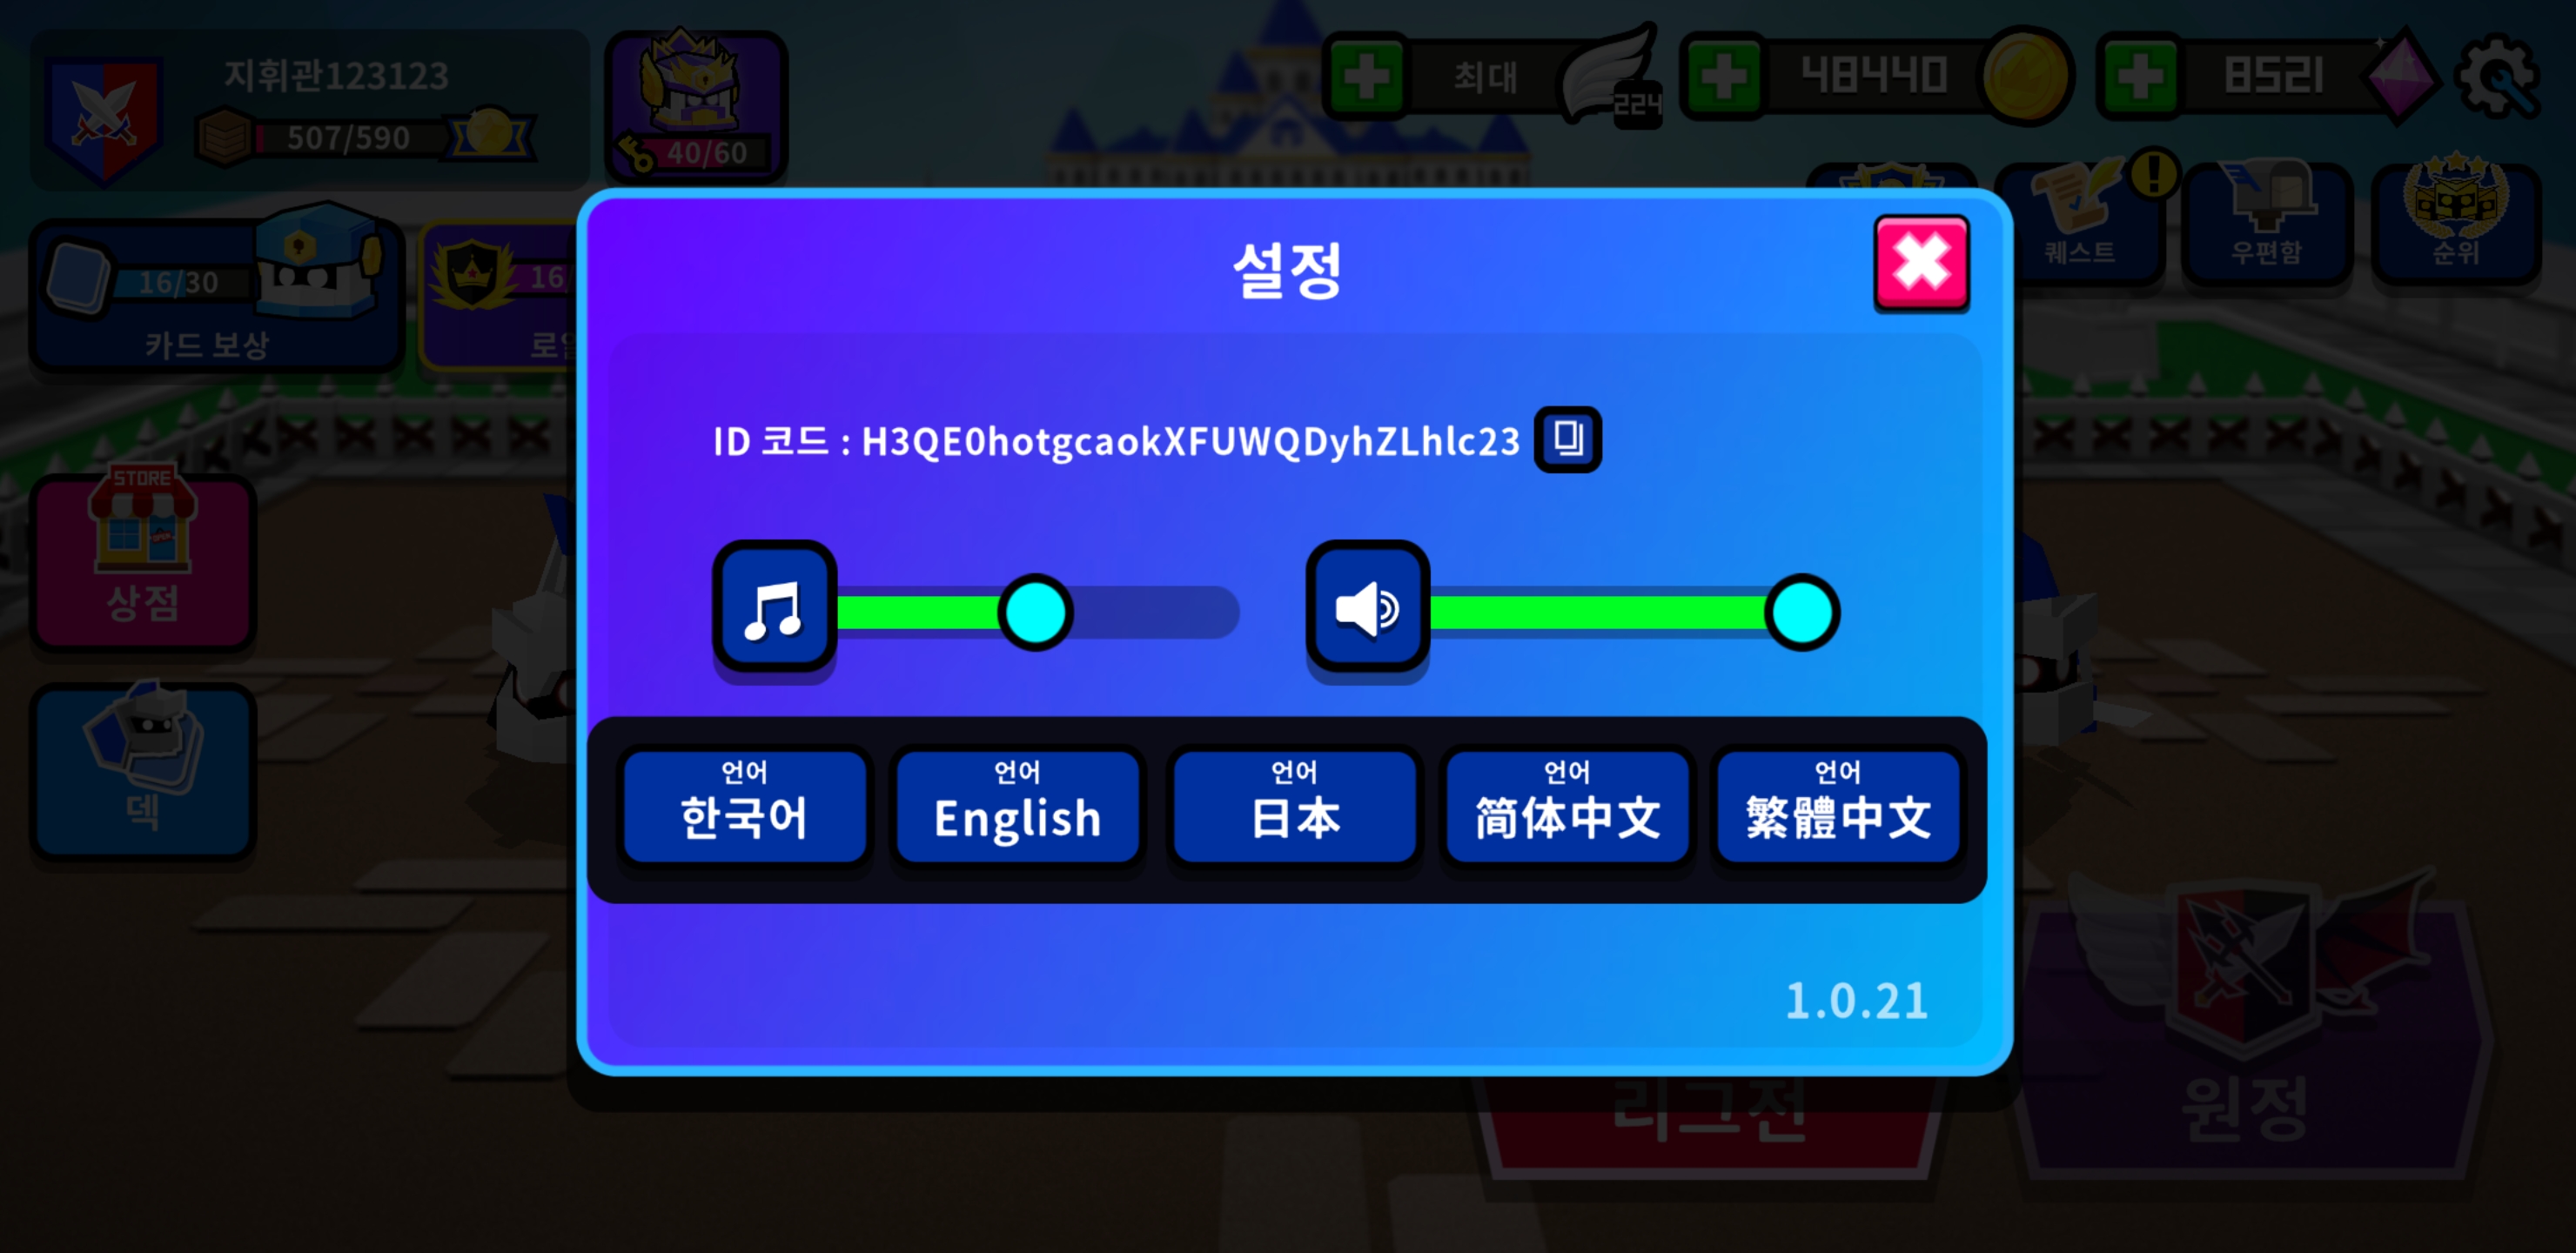 지휘관123123
507/590
40/60
최대
224
48440
8521
16/30
카드 보상
16/
퀘스트
우편함
순위
설정
ID 코드 : H3QE0hotgcaokXFUWQDyhZLhlc23
STORE
OPEN
상점
덱
언어
한국어
언어
English
언어
日本
언어
简体中文
언어
繁體中文
1.0.21
리그전
원정